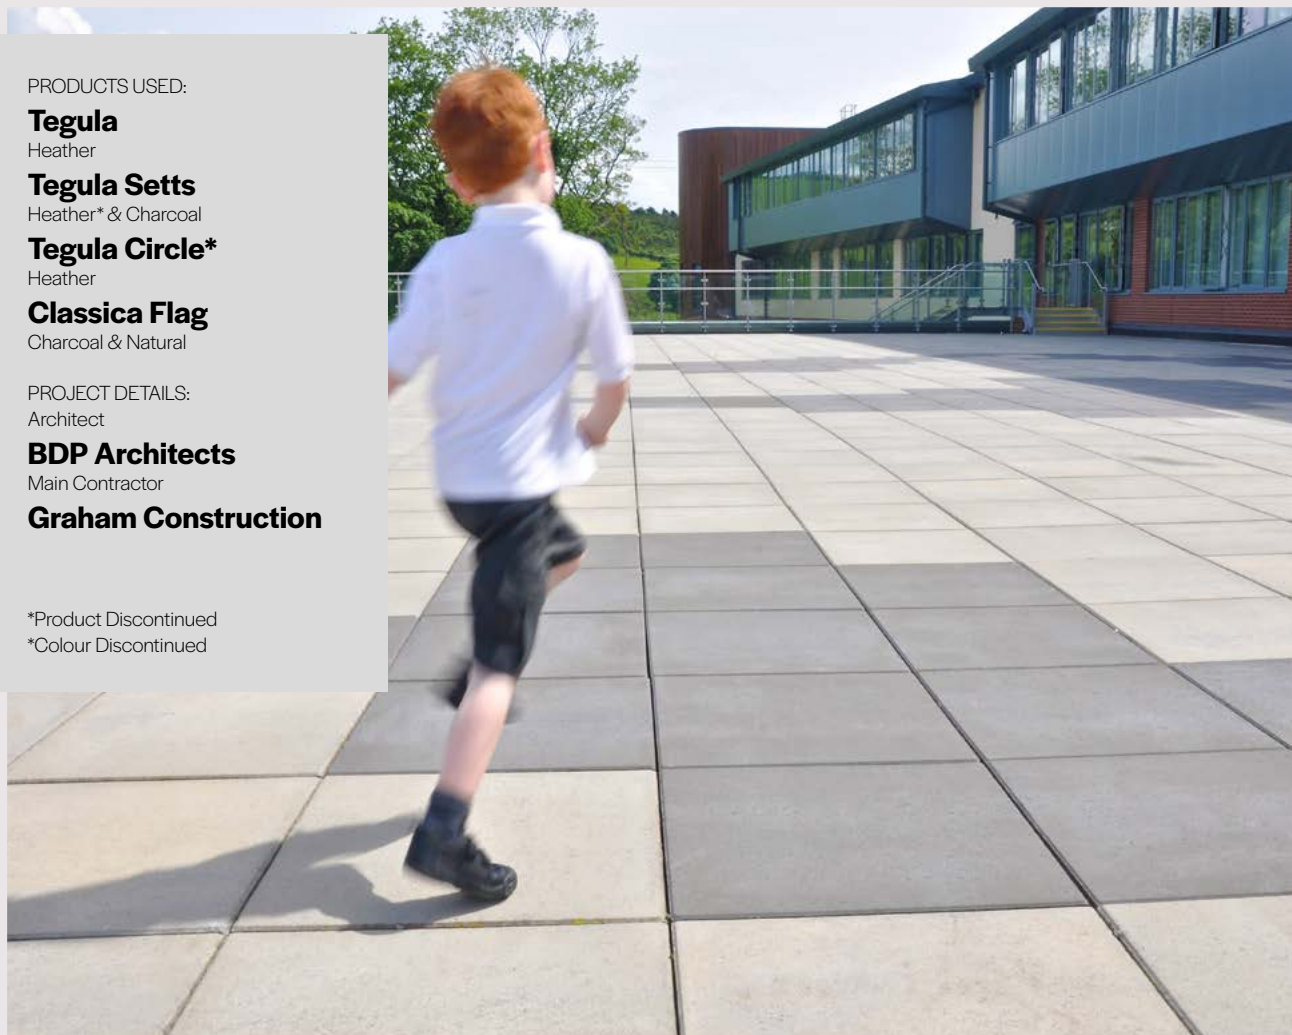 PRODUCTS USED:
Tegula
Heather
Tegula Setts
Heather* & Charcoal
Tegula Circle*
Heather
Classica Flag
Charcoal & Natural
PROJECT DETAILS:
Architect
BDP Architects
Main Contractor
Graham Construction
*Product Discontinued
*Colour Discontinued